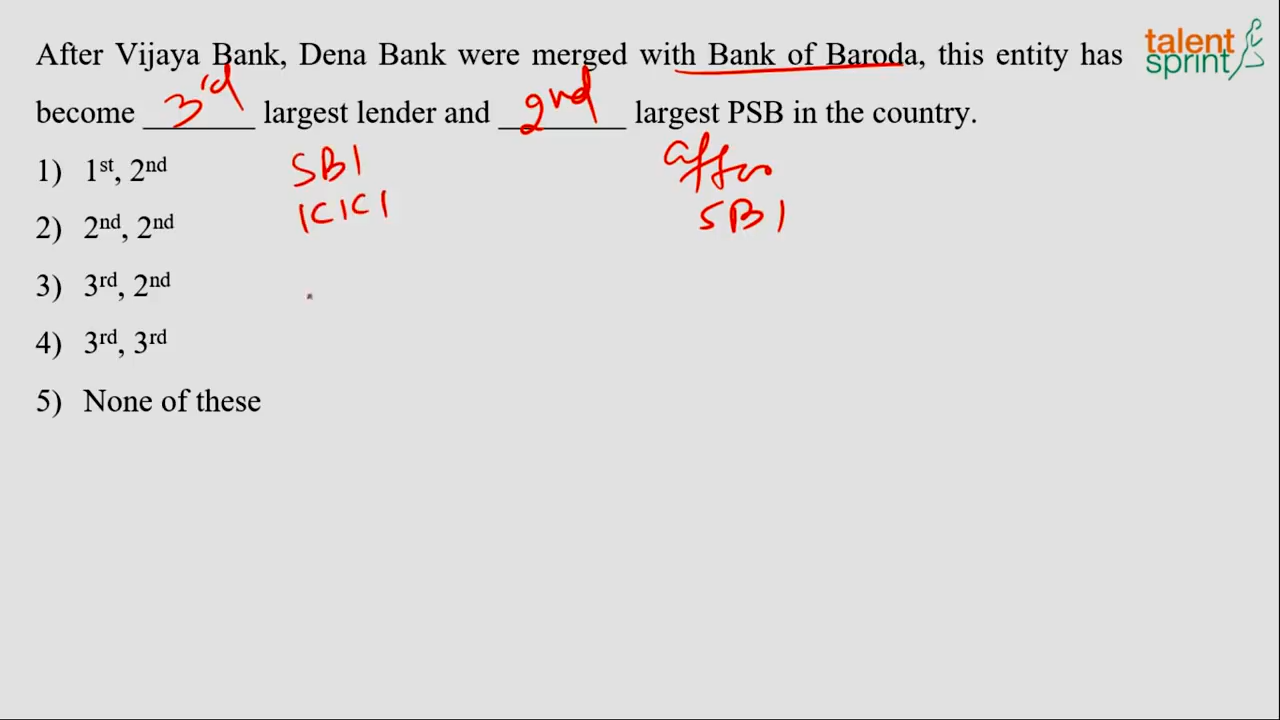 After Vijaya Bank, Dena Bank were merged with Bank of Baroda, this entity has
talent
sprint
become 3rd largest lender and 2nd largest PSB in the country.
1) 1st, 2nd
SBI
after
2) 2nd, 2nd
ICICI
SBI
3) 3rd, 2nd
4) 3rd, 3rd
5) None of these